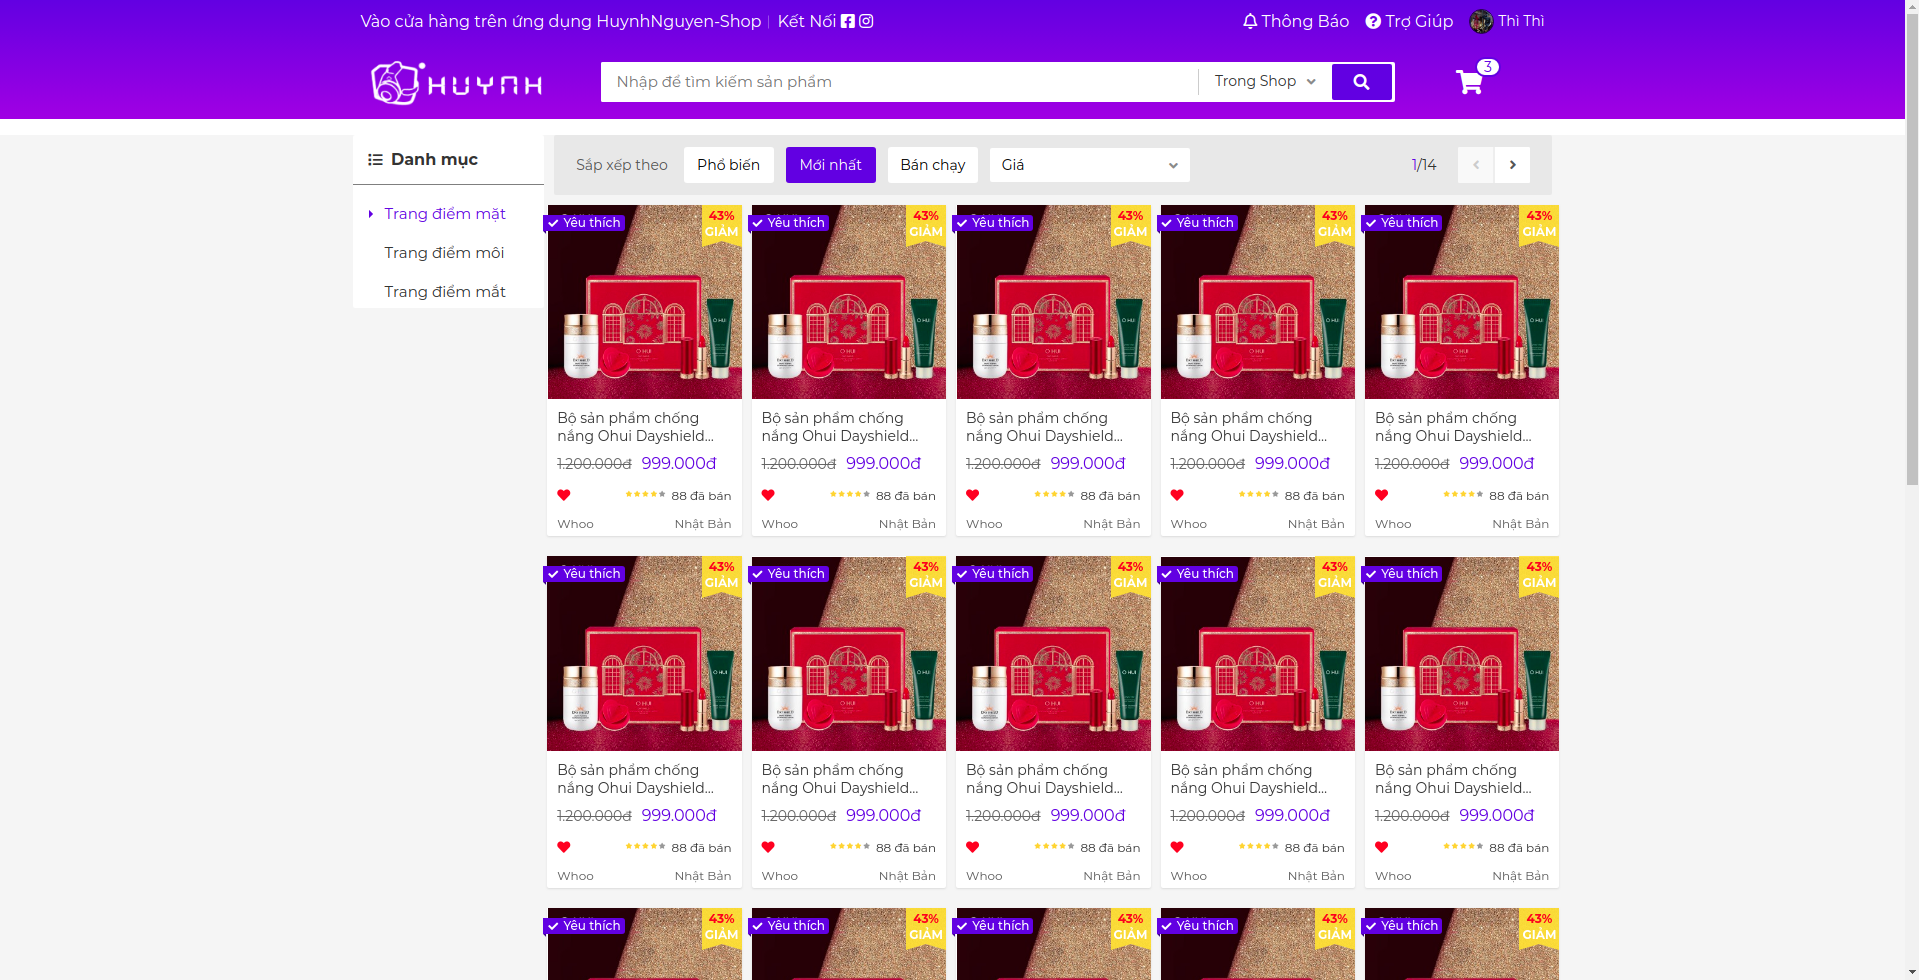 Vào cửa hàng trên ứng dụng HuynhNguyen-Shop Kết Nối
Thông Báo Trợ Giúp Thì Thì
HUYNH
Nhập để tìm kiếm sản phẩm
Trong Shop
3
Danh mục
Trang điểm mặt
Trang điểm môi
Trang điểm mắt
Sắp xếp theo Phổ biến Mới nhất Bán chạy Giá 1/14
Yêu thích 43% GIẢM Yêu thích 43% GIẢM Yêu thích 43% GIẢM Yêu thích 43% GIẢM Yêu thích 43% GIẢM
O HUI O HUI O HUI O HUI O HUI
Bộ sản phẩm chống Bộ sản phẩm chống Bộ sản phẩm chống Bộ sản phẩm chống Bộ sản phẩm chống
nắng Ohui Dayshield... nắng Ohui Dayshield... nắng Ohui Dayshield... nắng Ohui Dayshield... nắng Ohui Dayshield...
1.200.000đ 999.000đ 1.200.000đ 999.000đ 1.200.000đ 999.000đ 1.200.000đ 999.000đ 1.200.000đ 999.000đ
88 đã bán 88 đã bán 88 đã bán 88 đã bán 88 đã bán
Whoo Nhật Bản Whoo Nhật Bản Whoo Nhật Bản Whoo Nhật Bản Whoo Nhật Bản
Yêu thích 43% GIẢM Yêu thích 43% GIẢM Yêu thích 43% GIẢM Yêu thích 43% GIẢM Yêu thích 43% GIẢM
O HUI O HUI O HUI O HUI O HUI
Bộ sản phẩm chống Bộ sản phẩm chống Bộ sản phẩm chống Bộ sản phẩm chống Bộ sản phẩm chống
nắng Ohui Dayshield... nắng Ohui Dayshield... nắng Ohui Dayshield... nắng Ohui Dayshield... nắng Ohui Dayshield...
1.200.000đ 999.000đ 1.200.000đ 999.000đ 1.200.000đ 999.000đ 1.200.000đ 999.000đ 1.200.000đ 999.000đ
88 đã bán 88 đã bán 88 đã bán 88 đã bán 88 đã bán
Whoo Nhật Bản Whoo Nhật Bản Whoo Nhật Bản Whoo Nhật Bản Whoo Nhật Bản
Yêu thích 43% GIẢM Yêu thích 43% GIẢM Yêu thích 43% GIẢM Yêu thích 43% GIẢM Yêu thích 43% GIẢM